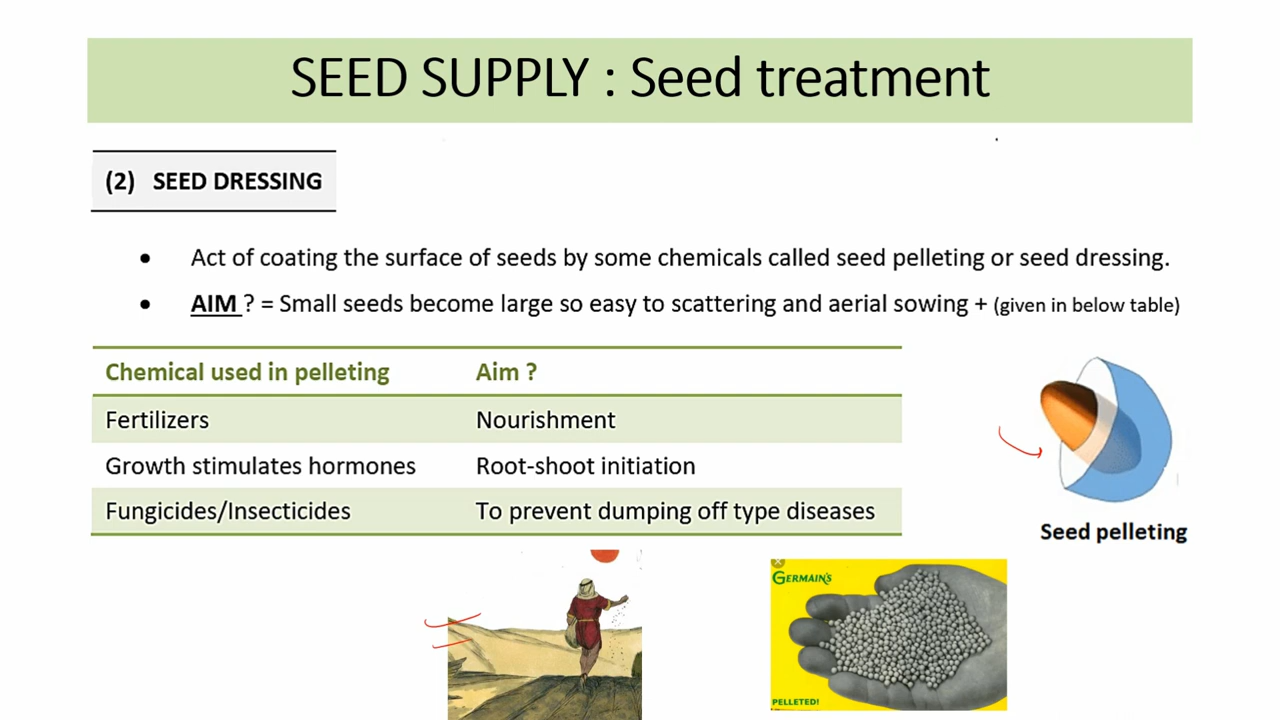 SEED SUPPLY : Seed treatment
(2) SEED DRESSING
• Act of coating the surface of seeds by some chemicals called seed pelleting or seed dressing.
• AIM ? = Small seeds become large so easy to scattering and aerial sowing + (given in below table)
Chemical used in pelleting Aim ?
Fertilizers Nourishment
Growth stimulates hormones Root-shoot initiation
Fungicides/Insecticides To prevent dumping off type diseases
Seed pelleting
GERMAIN'S
PELLETED!